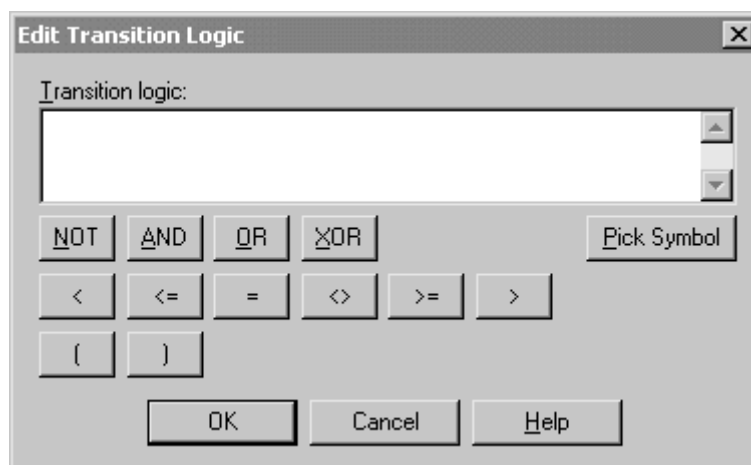 Edit Transition Logic
Transition logic:
NOT AND OR XOR Pick Symbol
< <= = <> >= >
( )
OK Cancel Help